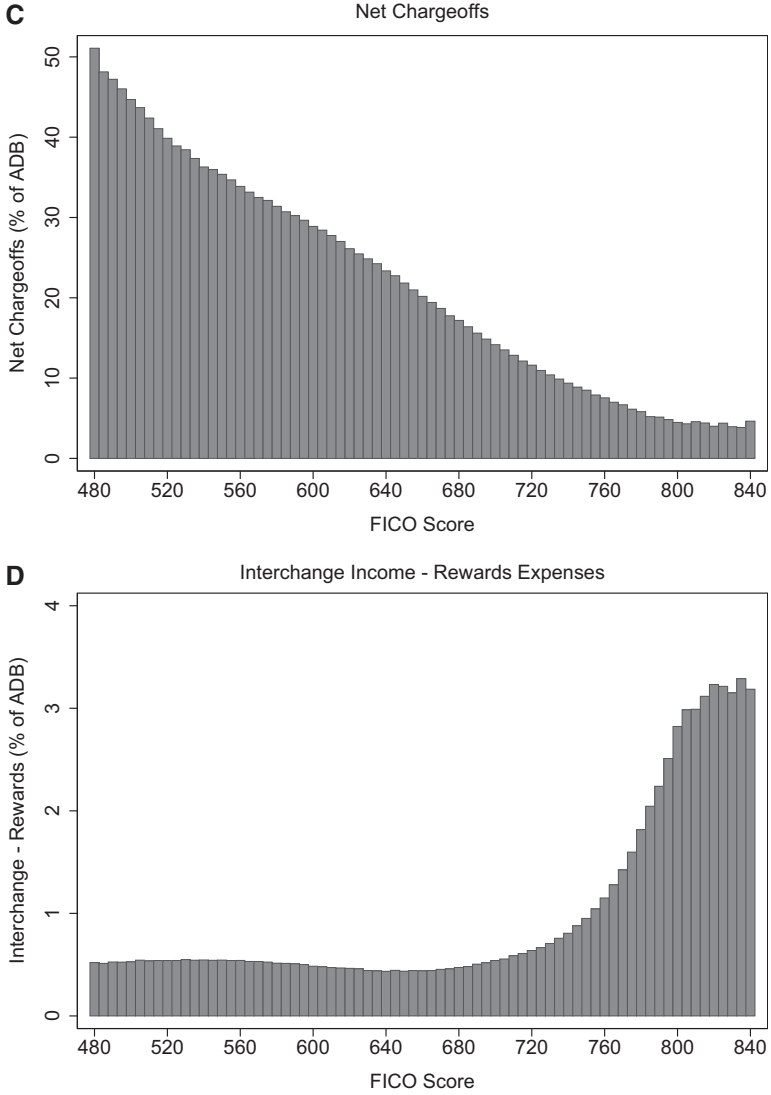 C
Net Chargeoffs
Net Chargeoffs (% of ADB)
50
40
30
20
10
0
480 520 560 600 640 680 720 760 800 840
FICO Score
D
Interchange Income - Rewards Expenses
Interchange - Rewards (% of ADB)
4
3
2
1
0
480 520 560 600 640 680 720 760 800 840
FICO Score